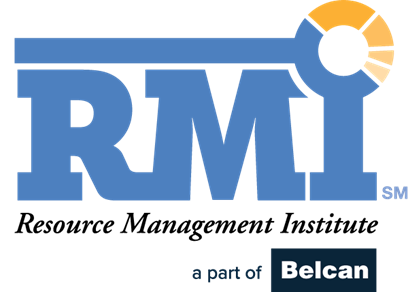 RMI SM
Resource Management Institute
a part of Belcan